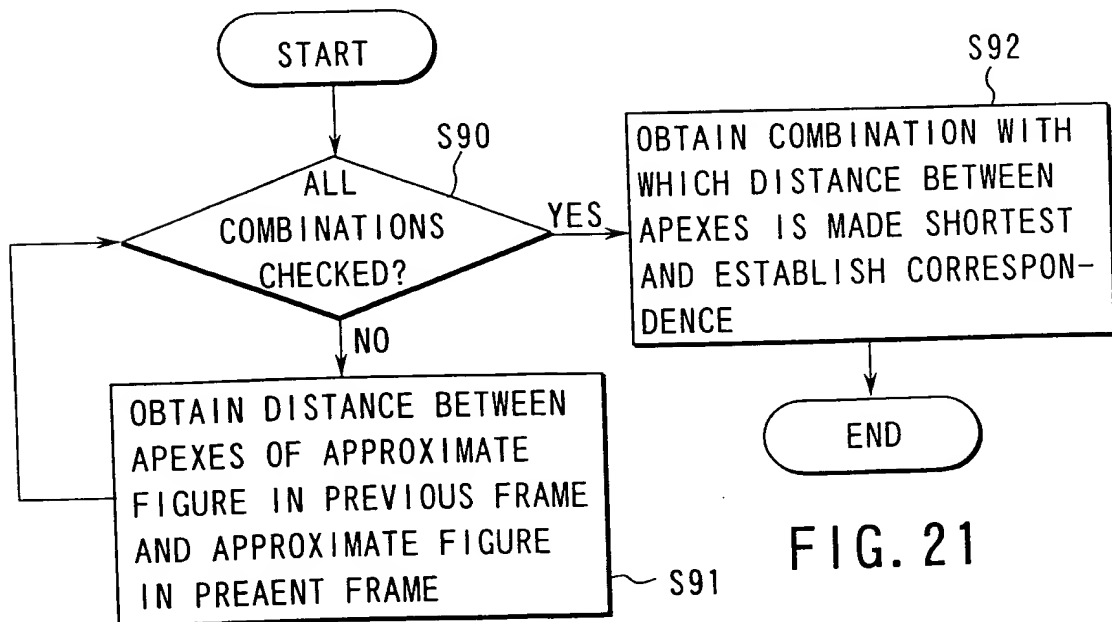 START
S90
ALL
COMBINATIONS
CHECKED?
YES
NO
S92
OBTAIN COMBINATION WITH
WHICH DISTANCE BETWEEN
APEXES IS MADE SHORTEST
AND ESTABLISH CORRESPON-
DENCE
OBTAIN DISTANCE BETWEEN
APEXES OF APPROXIMATE
FIGURE IN PREVIOUS FRAME
AND APPROXIMATE FIGURE
IN PREAENT FRAME
S91
END
FIG. 21